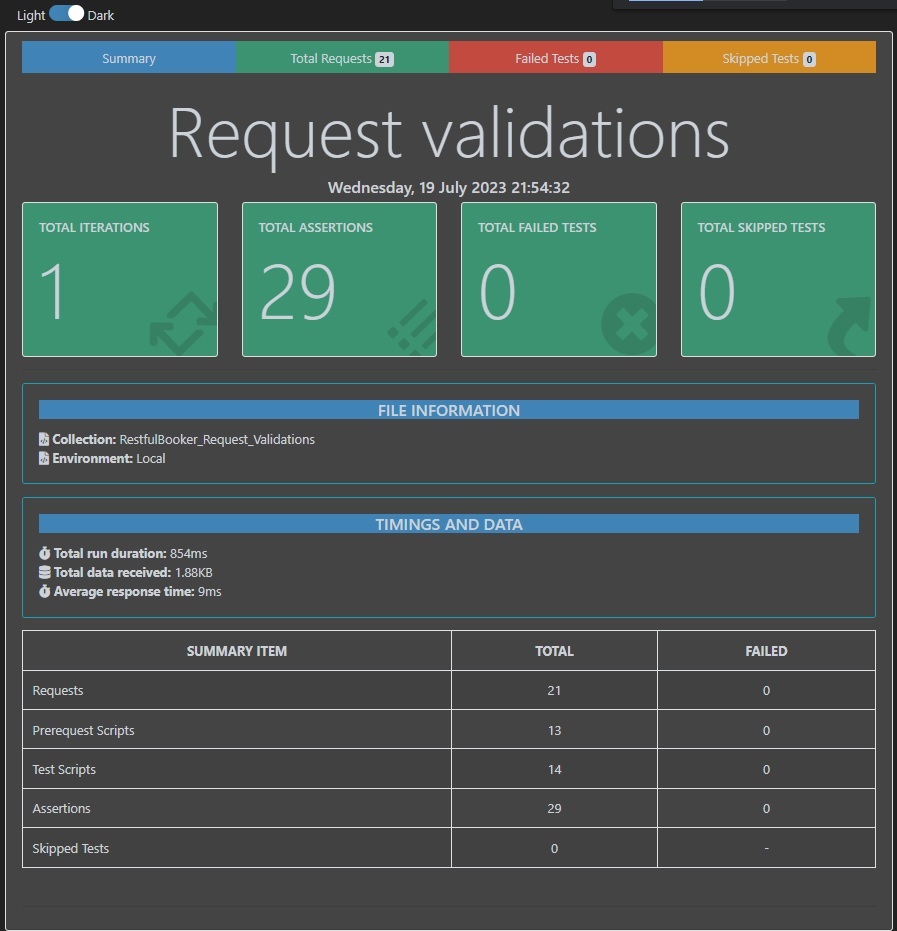 Light Dark
Summary Total Requests 21 Failed Tests 0 Skipped Tests 0
Request validations
Wednesday, 19 July 2023 21:54:32
TOTAL ITERATIONS TOTAL ASSERTIONS TOTAL FAILED TESTS TOTAL SKIPPED TESTS
1 29 0 0
FILE INFORMATION
Collection: RestfulBooker_Request_Validations
Environment: Local
TIMINGS AND DATA
Total run duration: 854ms
Total data received: 1.88KB
Average response time: 9ms
SUMMARY ITEM TOTAL FAILED
Requests 21 0
Prerequest Scripts 13 0
Test Scripts 14 0
Assertions 29 0
Skipped Tests 0 -